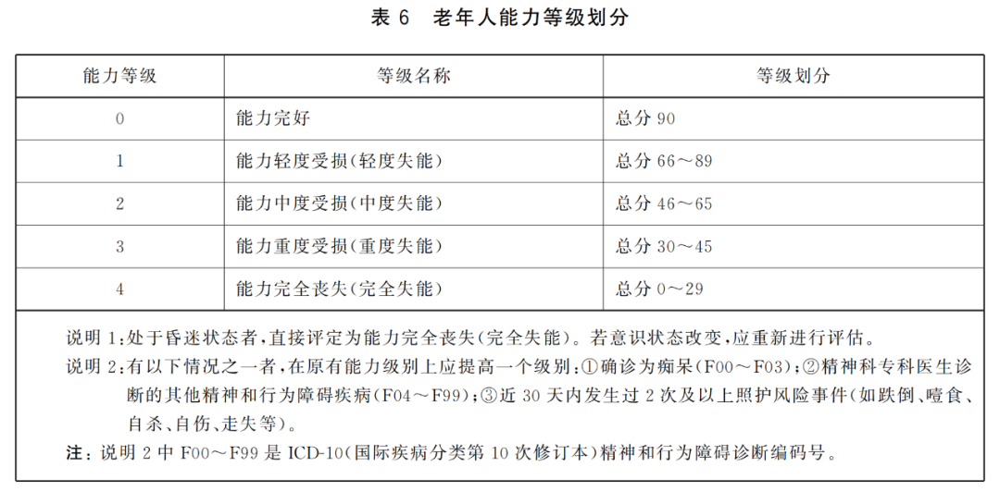 表 6 老年人能力等级划分
能力等级 等级名称 等级划分
0 能力完好 总分 90
1 能力轻度受损(轻度失能) 总分 66～89
2 能力中度受损(中度失能) 总分 46～65
3 能力重度受损(重度失能) 总分 30～45
4 能力完全丧失(完全失能) 总分 0～29
说明 1:处于昏迷状态者,直接评定为能力完全丧失(完全失能)。若意识状态改变,应重新进行评估。
说明 2:有以下情况之一者,在原有能力级别上应提高一个级别:①确诊为痴呆(F00～F03);②精神科专科医生诊
断的其他精神和行为障碍疾病(F04～F99);③近 30 天内发生过 2 次及以上照护风险事件(如跌倒、噎食、
自杀、自伤、走失等)。
注: 说明 2 中 F00～F99 是 ICD-10(国际疾病分类第 10 次修订本)精神和行为障碍诊断编码号。